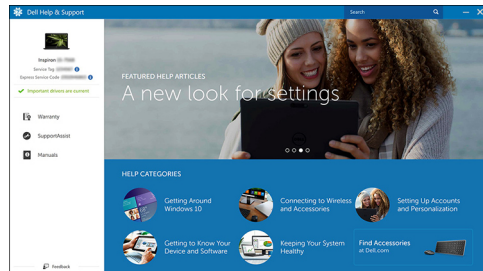 Dell Help & Support
Search
Inspiron
Service Tag
Express Service Code
Important drivers are current
Warranty
SupportAssist
Manuals
Feedback
FEATURED HELP ARTICLES
A new look for settings
HELP CATEGORIES
Getting Around
Windows 10
Connecting to Wireless
and Accessories
Setting Up Accounts
and Personalization
Getting to Know Your
Device and Software
Keeping Your System
Healthy
Find Accessories
at Dell.com